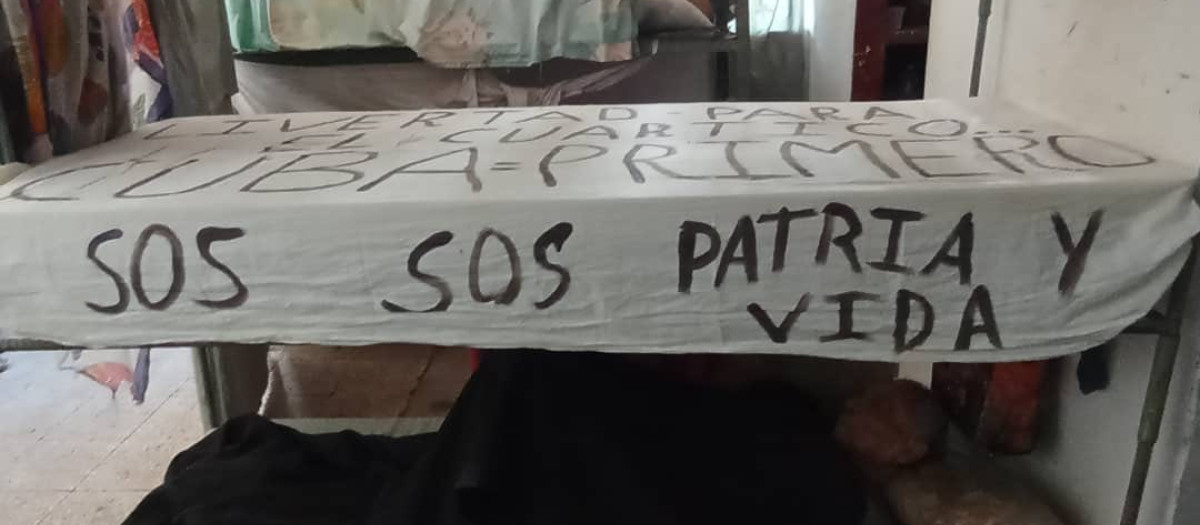 LIVERTAD PARA
EL CUARTICO...
CUBA=PRIMERO
SOS SOS PATRIA Y
VIDA